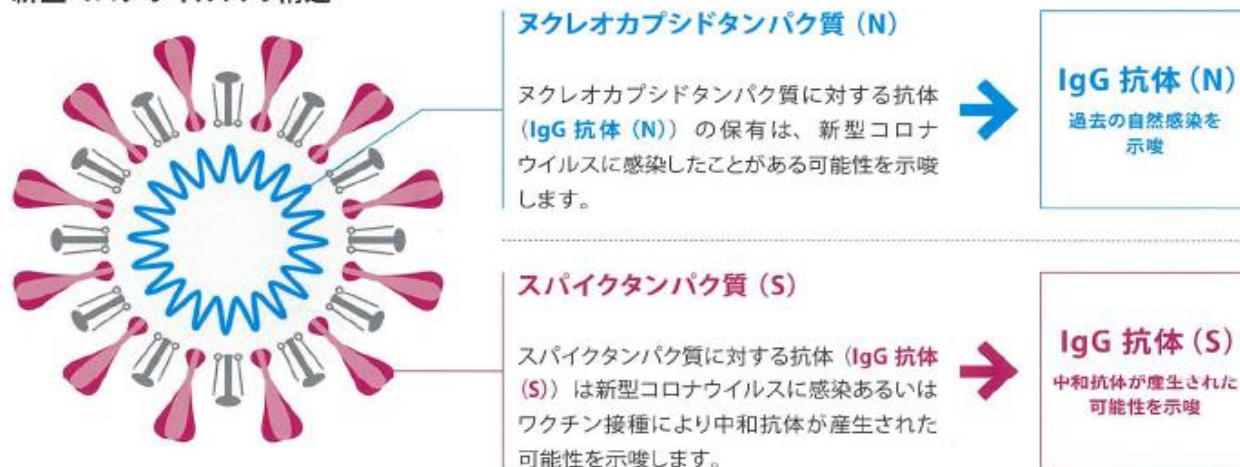 ヌクレオカプシドタンパク質（N）
ヌクレオカプシドタンパク質に対する抗体
（IgG 抗体（N））の保有は、新型コロナ
ウイルスに感染したことがある可能性を示唆
します。
IgG 抗体（N）
過去の自然感染を
示唆
スパイクタンパク質（S）
スパイクタンパク質に対する抗体（IgG 抗体
（S））は新型コロナウイルスに感染あるいは
ワクチン接種により中和抗体が産生された
可能性を示唆します。
IgG 抗体（S）
中和抗体が産生された
可能性を示唆